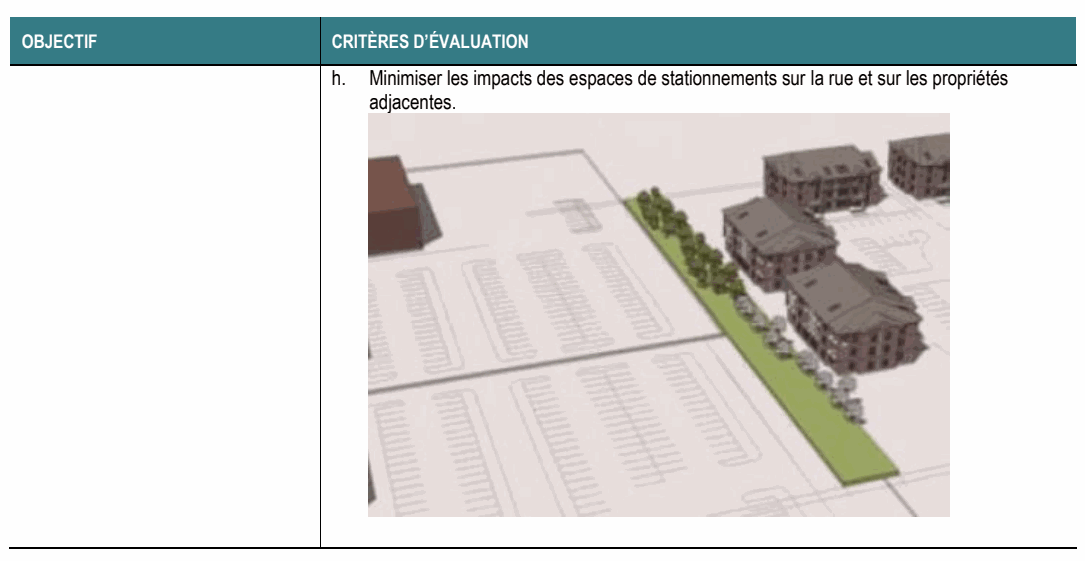 OBJECTIF
CRITÈRES D'ÉVALUATION
h. Minimiser les impacts des espaces de stationnements sur la rue et sur les propriétés
adjacentes.